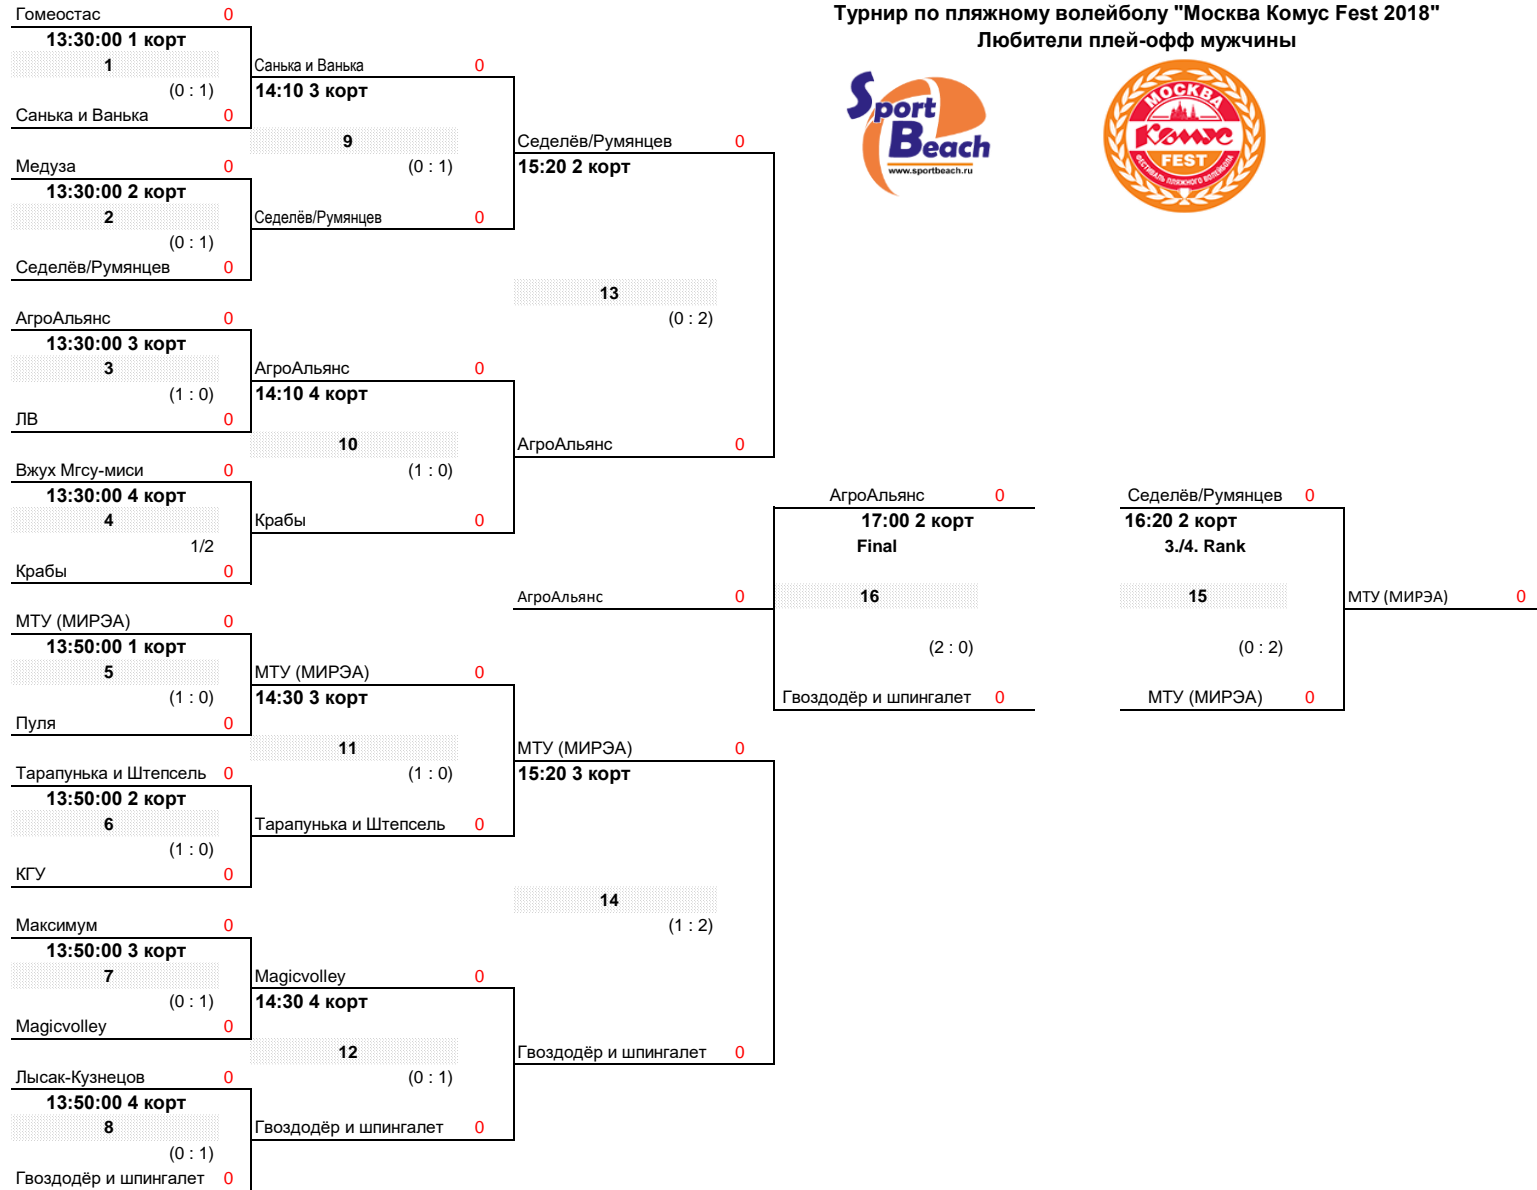 Турнир по пляжному волейболу "Москва Комус Fest 2018"
Любители плей-офф мужчины
Sport
Beach
www.sportbeach.ru
МОСКВА
Комус
FEST
ФЕСТИВАЛЬ ПЛЯЖНОГО ВОЛЕЙБОЛА
Гомеостас 0
13:30:00 1 корт
1
(0 : 1)
Санька и Ванька 0
Медуза 0
13:30:00 2 корт
2
(0 : 1)
Седелёв/Румянцев 0
АгроАльянс 0
13:30:00 3 корт
3
(1 : 0)
ЛВ 0
Вжух Мгсу-миси 0
13:30:00 4 корт
4
1/2
Крабы 0
МТУ (МИРЭА) 0
13:50:00 1 корт
5
(1 : 0)
Пуля 0
Тарапунька и Штепсель 0
13:50:00 2 корт
6
(1 : 0)
КГУ 0
Максимум 0
13:50:00 3 корт
7
(0 : 1)
Magicvolley 0
Лысак-Кузнецов 0
13:50:00 4 корт
8
(0 : 1)
Гвоздодёр и шпингалет 0
Санька и Ванька 0
14:10 3 корт
9
(0 : 1)
Седелёв/Румянцев 0
АгроАльянс 0
14:10 4 корт
10
(1 : 0)
Крабы 0
МТУ (МИРЭА) 0
14:30 3 корт
11
(1 : 0)
Тарапунька и Штепсель 0
Magicvolley 0
14:30 4 корт
12
(0 : 1)
Гвоздодёр и шпингалет 0
Седелёв/Румянцев 0
15:20 2 корт
13
(0 : 2)
АгроАльянс 0
АгроАльянс 0
МТУ (МИРЭА) 0
15:20 3 корт
14
(1 : 2)
Гвоздодёр и шпингалет 0
АгроАльянс 0
17:00 2 корт
Final
16
(2 : 0)
Гвоздодёр и шпингалет 0
Седелёв/Румянцев 0
16:20 2 корт
3./4. Rank
15
(0 : 2)
МТУ (МИРЭА) 0
МТУ (МИРЭА) 0